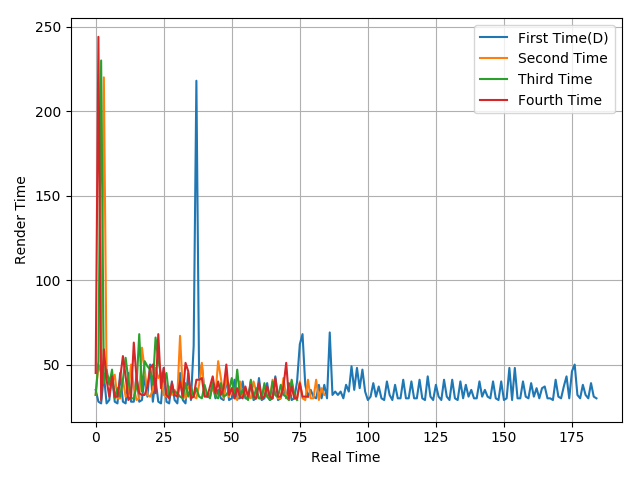 250
200
150
100
50
Render Time
First Time(D)
Second Time
Third Time
Fourth Time
0 25 50 75 100 125 150 175
Real Time